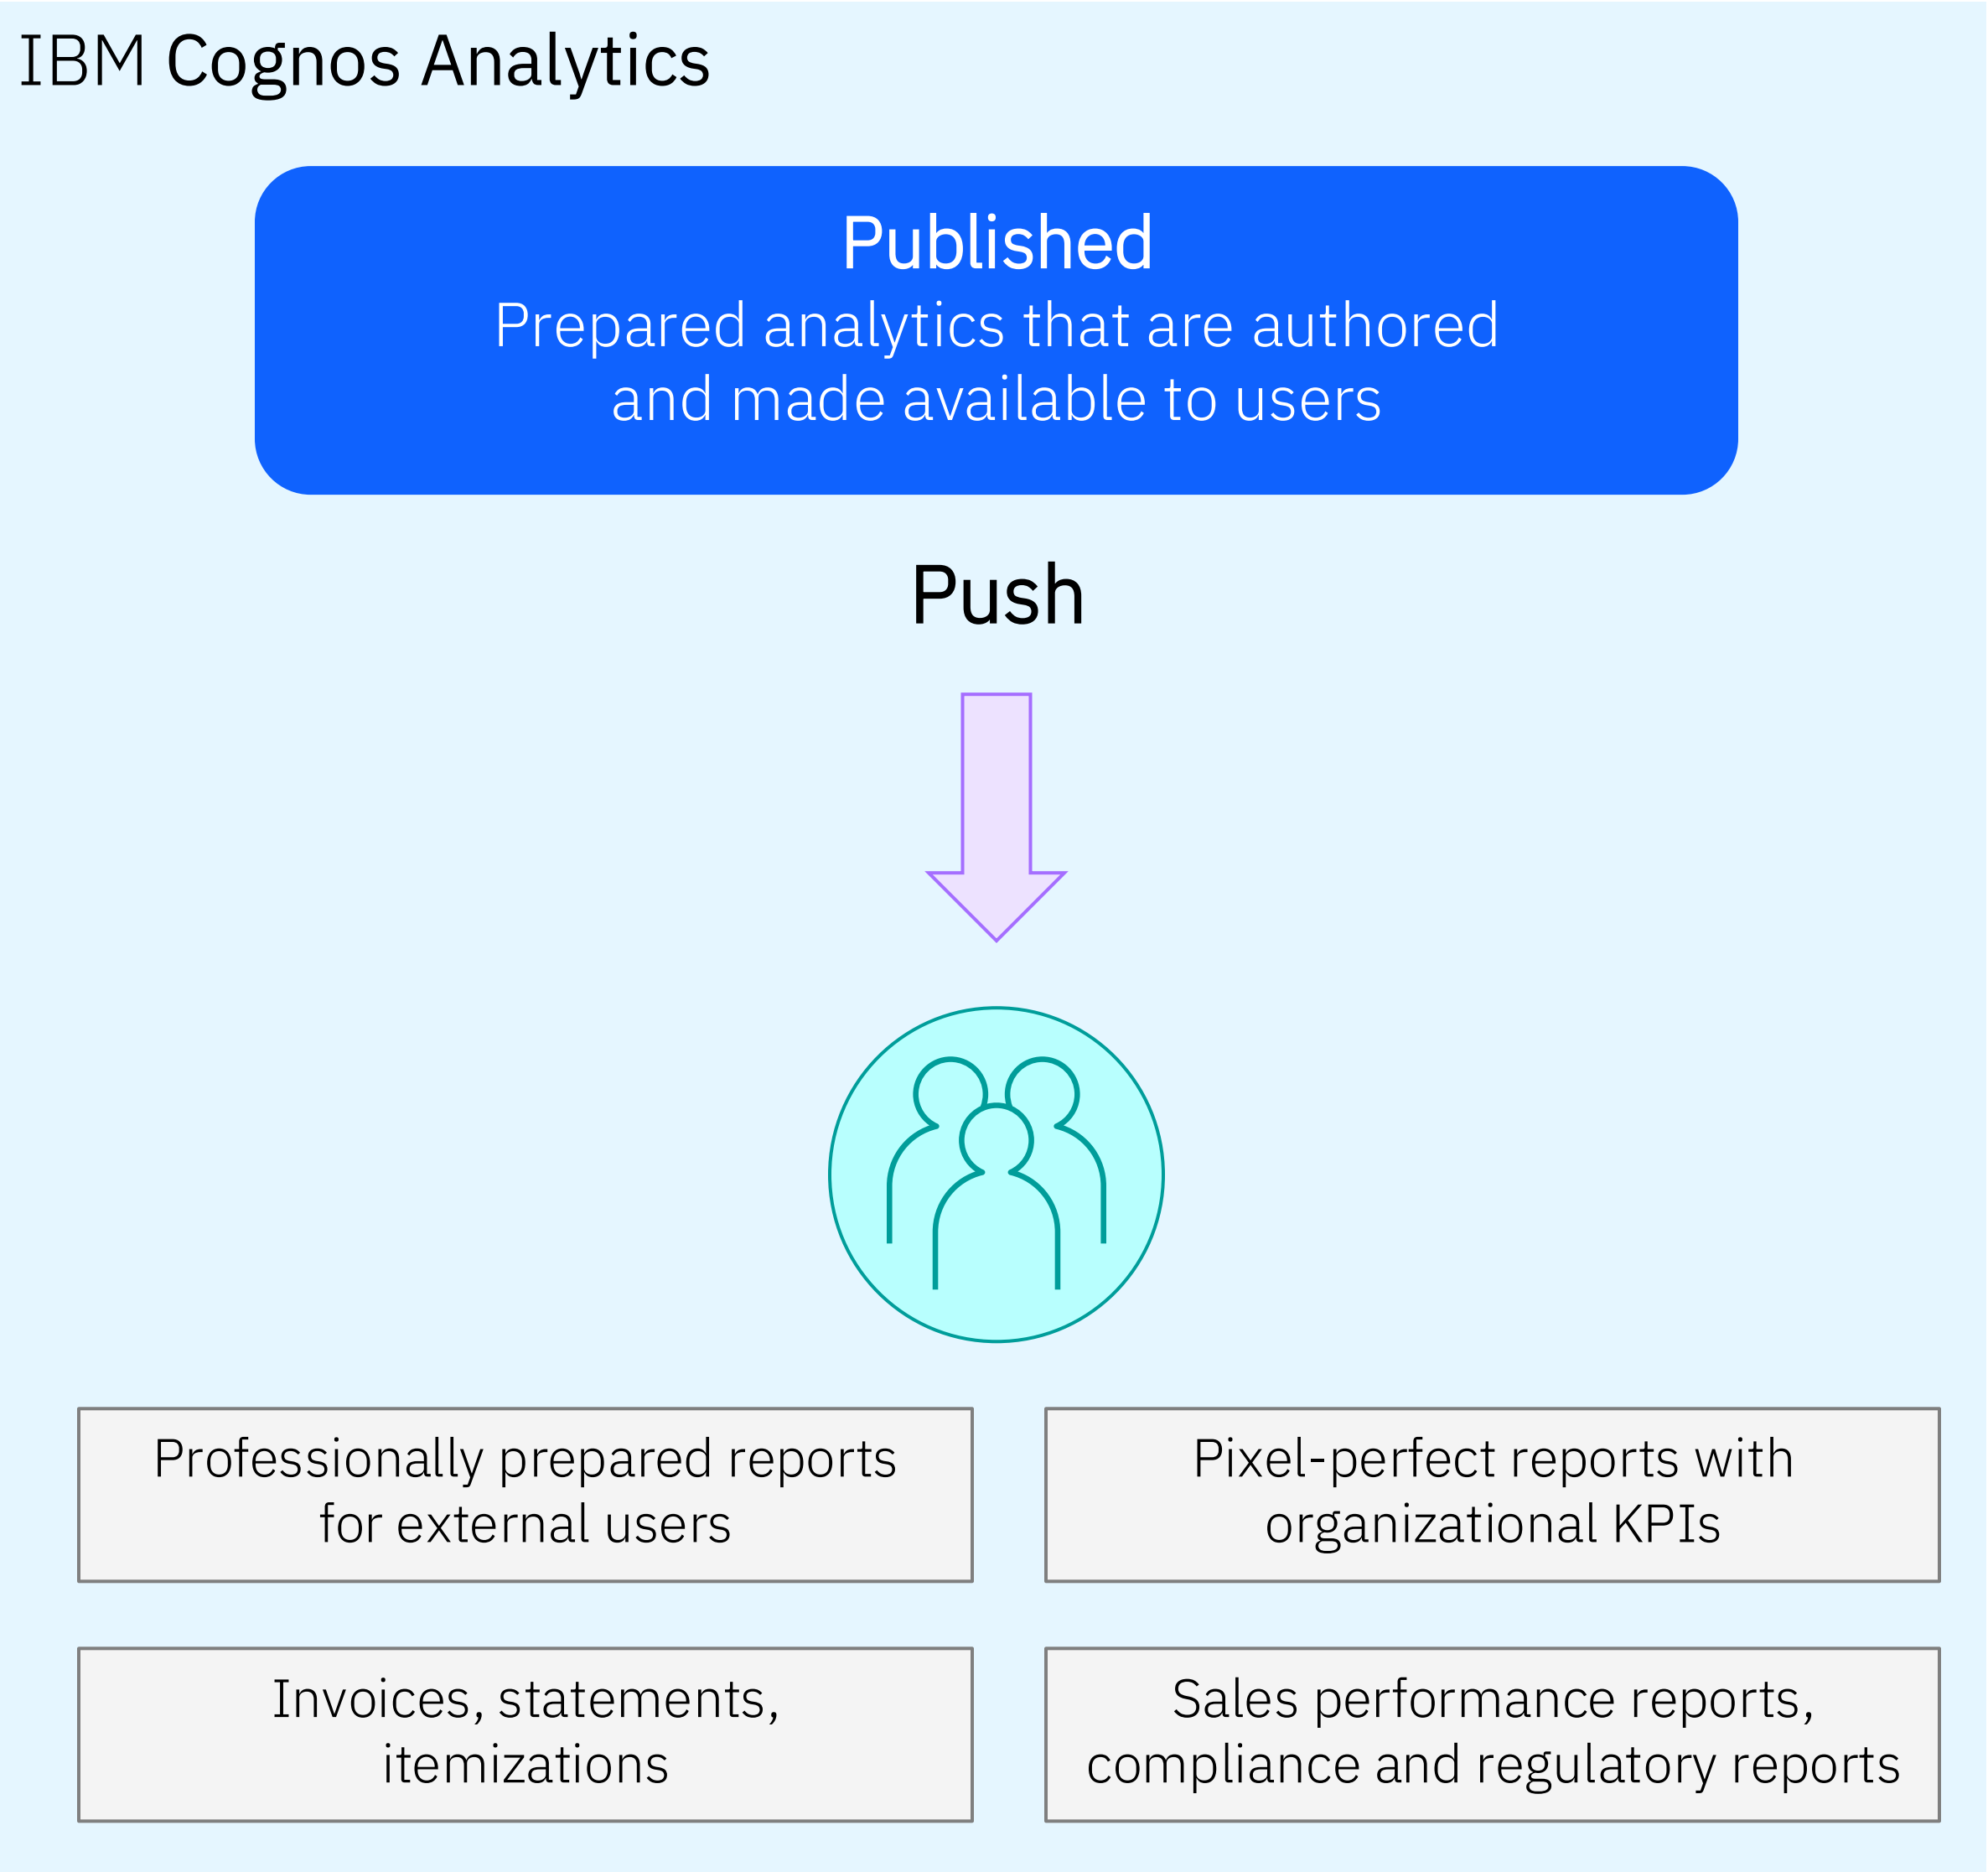 IBM Cognos Analytics
Published
Prepared analytics that are authored
and made available to users
Push
Professionally prepared reports
for external users
Pixel-perfect reports with
organizational KPIs
Invoices, statements,
itemizations
Sales performance reports,
compliance and regulatory reports